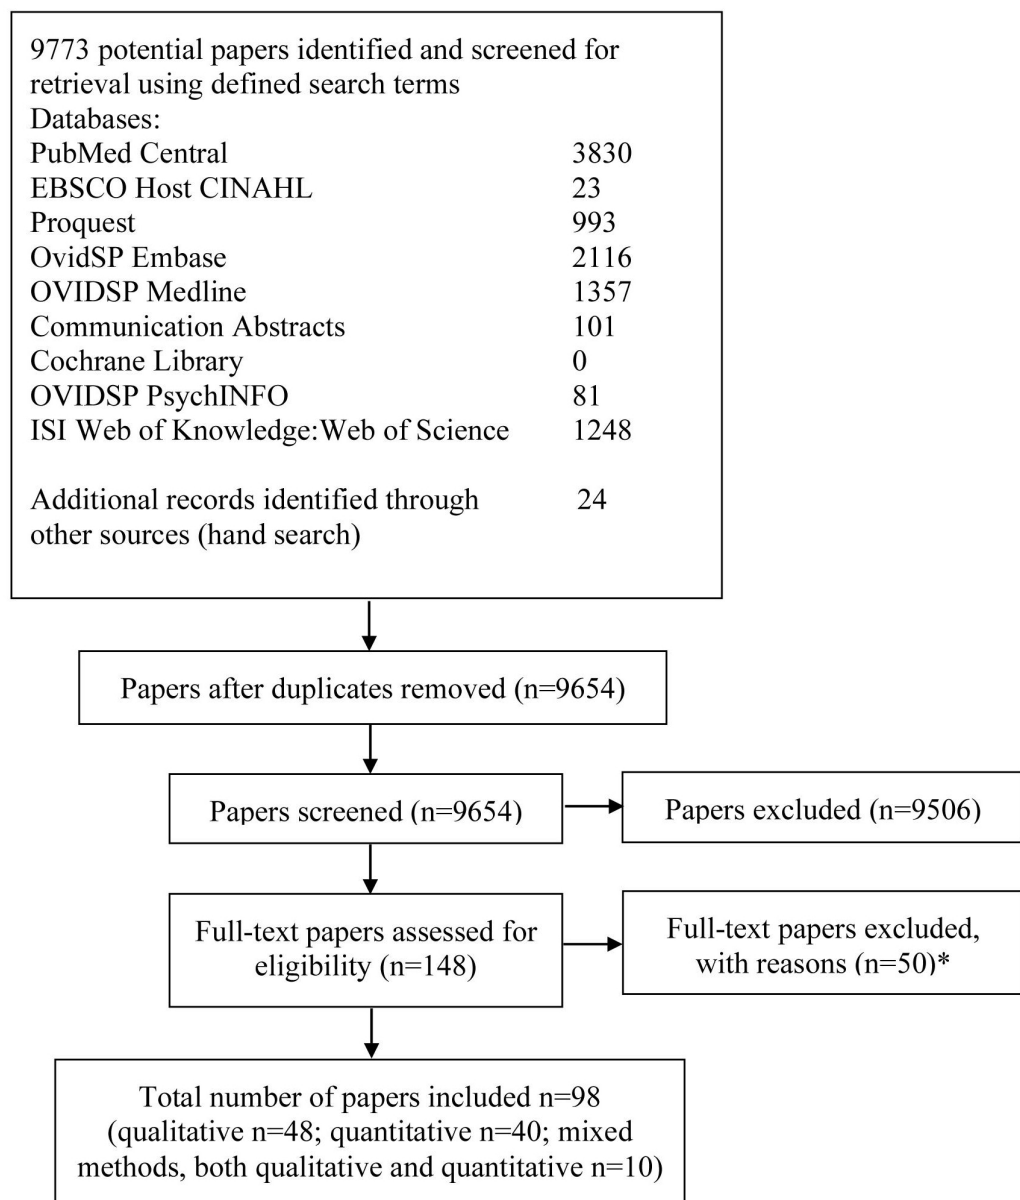 9773 potential papers identified and screened for
retrieval using defined search terms
Databases:
PubMed Central 3830
EBSCO Host CINAHL 23
Proquest 993
OvidSP Embase 2116
OVIDSP Medline 1357
Communication Abstracts 101
Cochrane Library 0
OVIDSP PsychINFO 81
ISI Web of Knowledge:Web of Science 1248
Additional records identified through 24
other sources (hand search)
Papers after duplicates removed (n=9654)
Papers screened (n=9654)
Papers excluded (n=9506)
Full-text papers assessed for
eligibility (n=148)
Full-text papers excluded,
with reasons (n=50)*
Total number of papers included n=98
(qualitative n=48; quantitative n=40; mixed
methods, both qualitative and quantitative n=10)